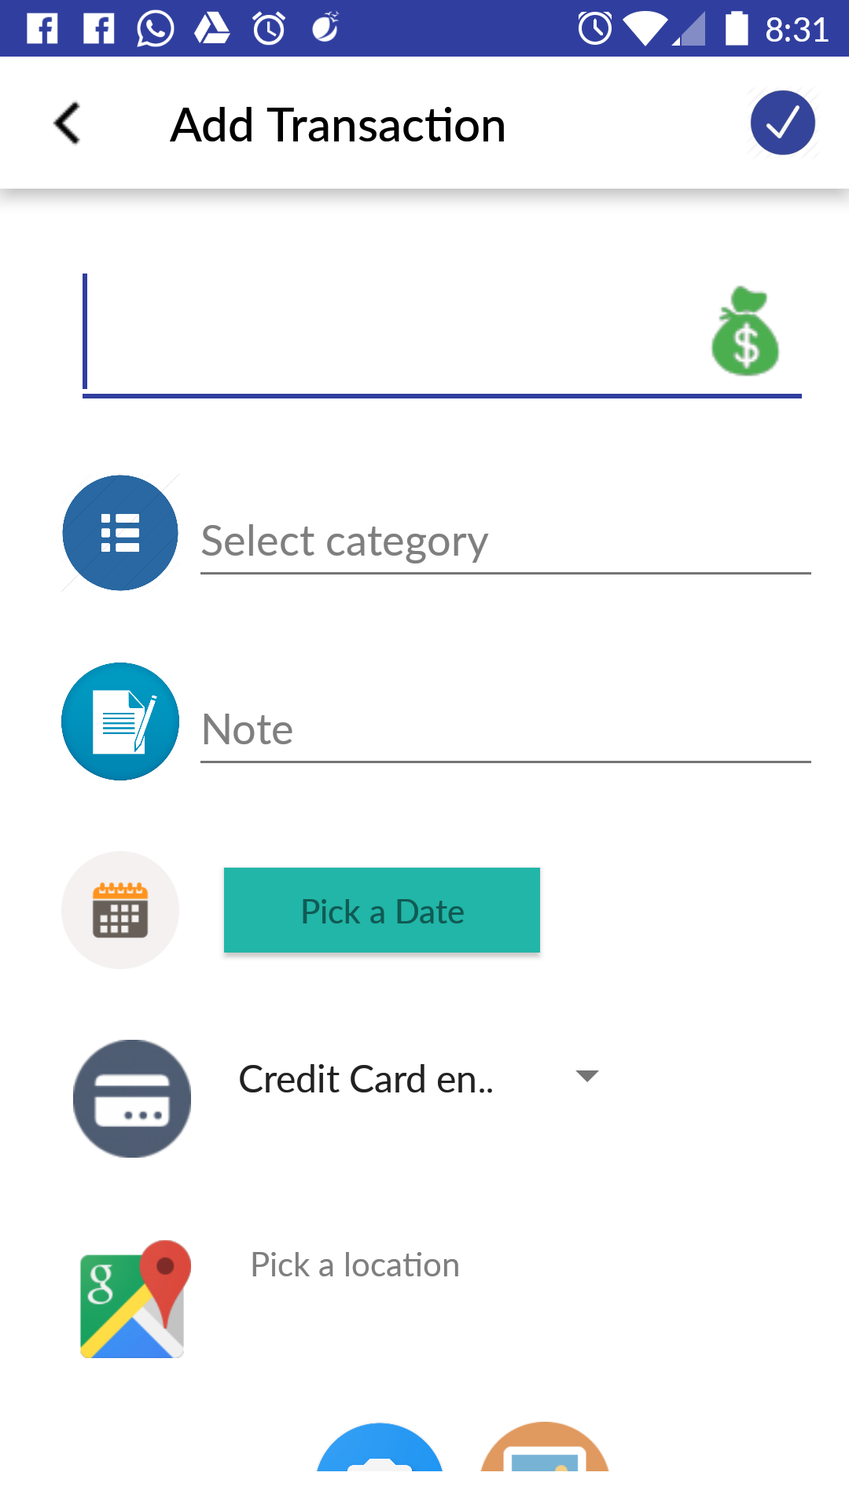 8:31
Add Transaction
$
Select category
Note
Pick a Date
Credit Card en..
g
Pick a location